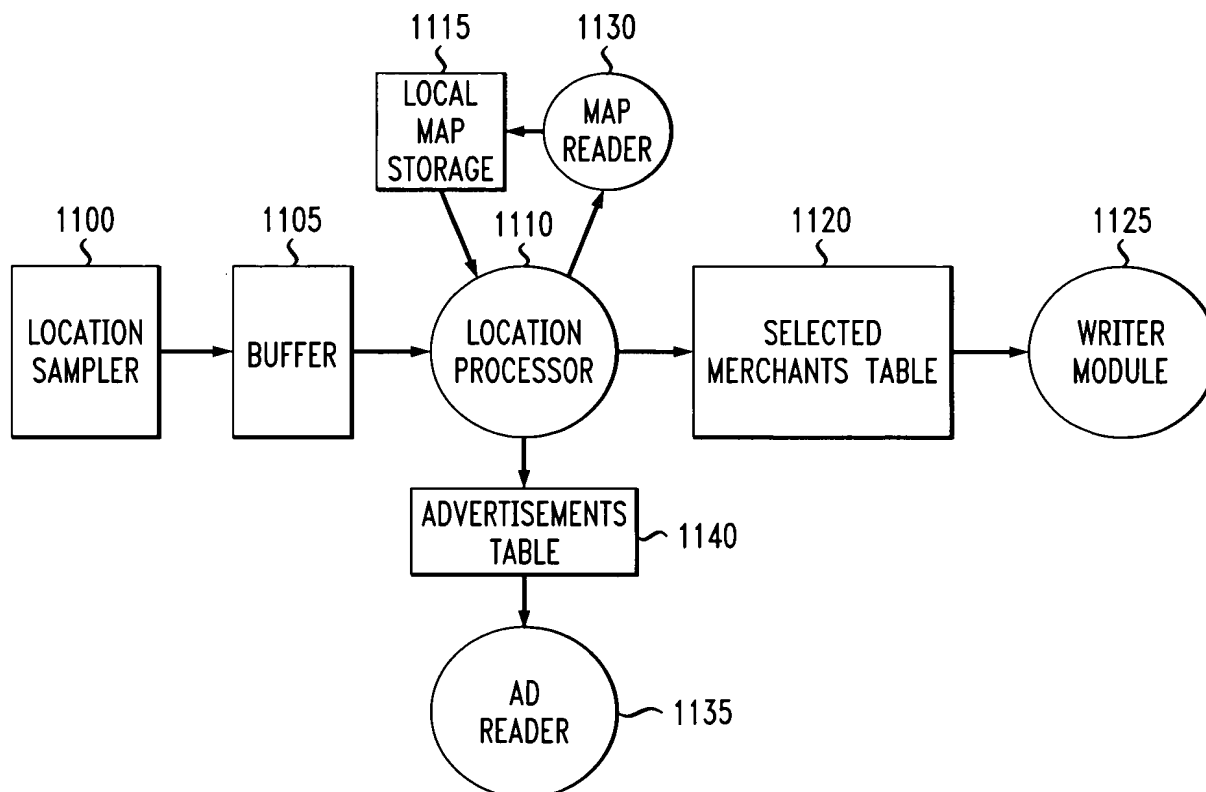 1115
1130
LOCAL
MAP
STORAGE
MAP
READER
1100
1105
1110
1120
1125
LOCATION
SAMPLER
BUFFER
LOCATION
PROCESSOR
SELECTED
MERCHANTS TABLE
WRITER
MODULE
ADVERTISEMENTS
TABLE
1140
AD
READER
1135